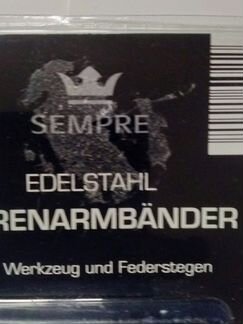 SEMPRE
EDELSTAHL
RENARMBÄNDER
Werkzeug und Federstegen